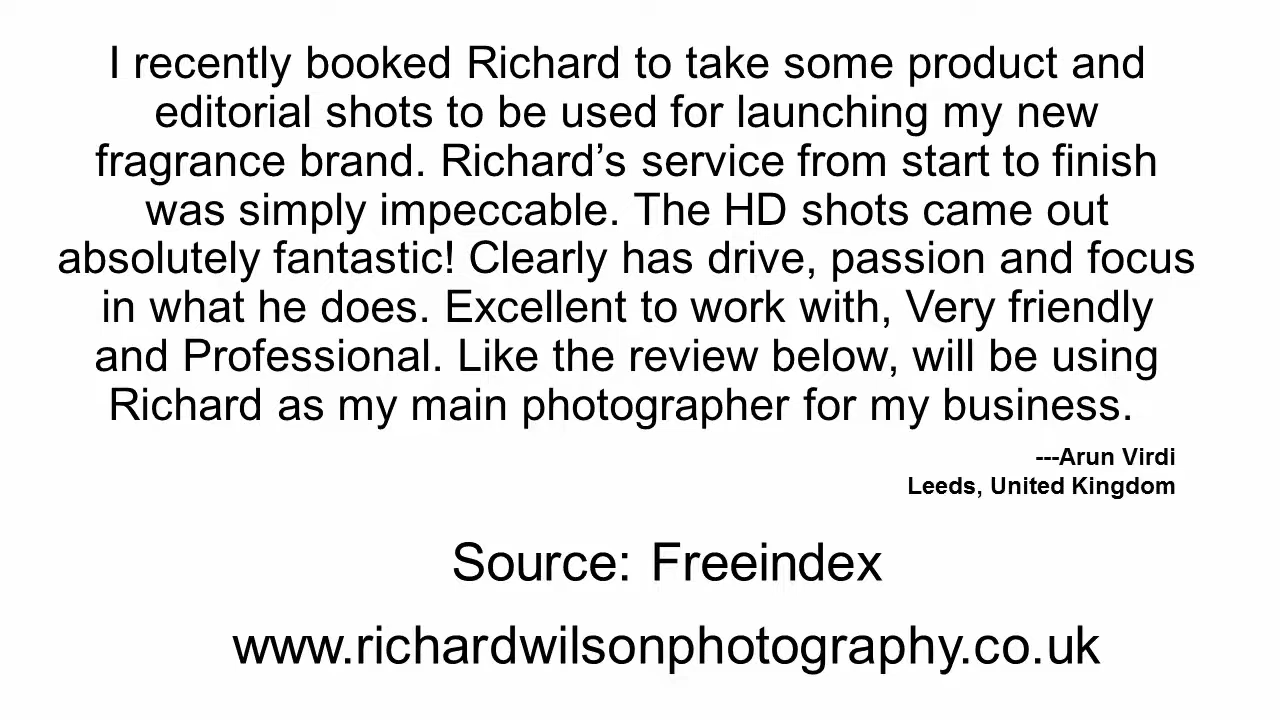 I recently booked Richard to take some product and
editorial shots to be used for launching my new
fragrance brand. Richard’s service from start to finish
was simply impeccable. The HD shots came out
absolutely fantastic! Clearly has drive, passion and focus
in what he does. Excellent to work with, Very friendly
and Professional. Like the review below, will be using
Richard as my main photographer for my business.
---Arun Virdi
Leeds, United Kingdom
Source: Freeindex
www.richardwilsonphotography.co.uk